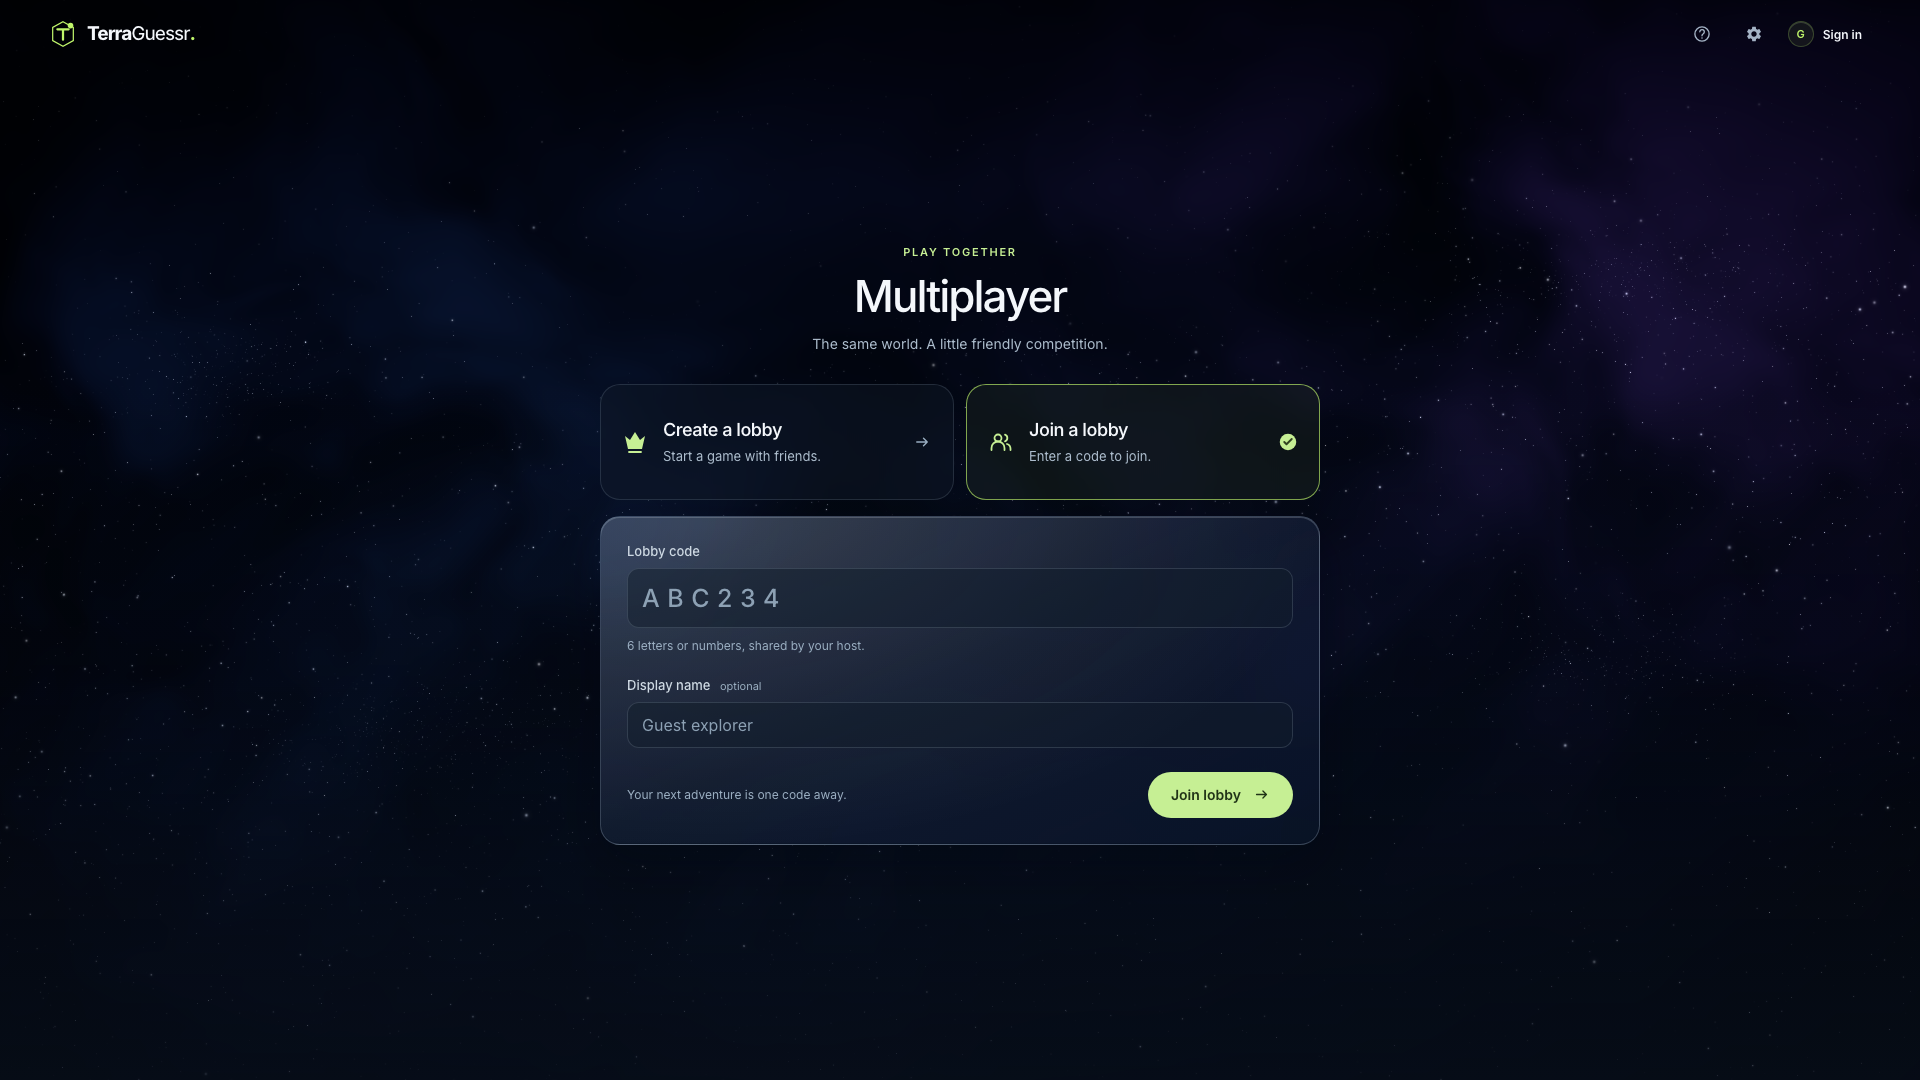 TerraGuessr.
G Sign in
PLAY TOGETHER
Multiplayer
The same world. A little friendly competition.
Create a lobby
Start a game with friends.
Join a lobby
Enter a code to join.
Lobby code
ABC234
6 letters or numbers, shared by your host.
Display name optional
Guest explorer
Your next adventure is one code away.
Join lobby